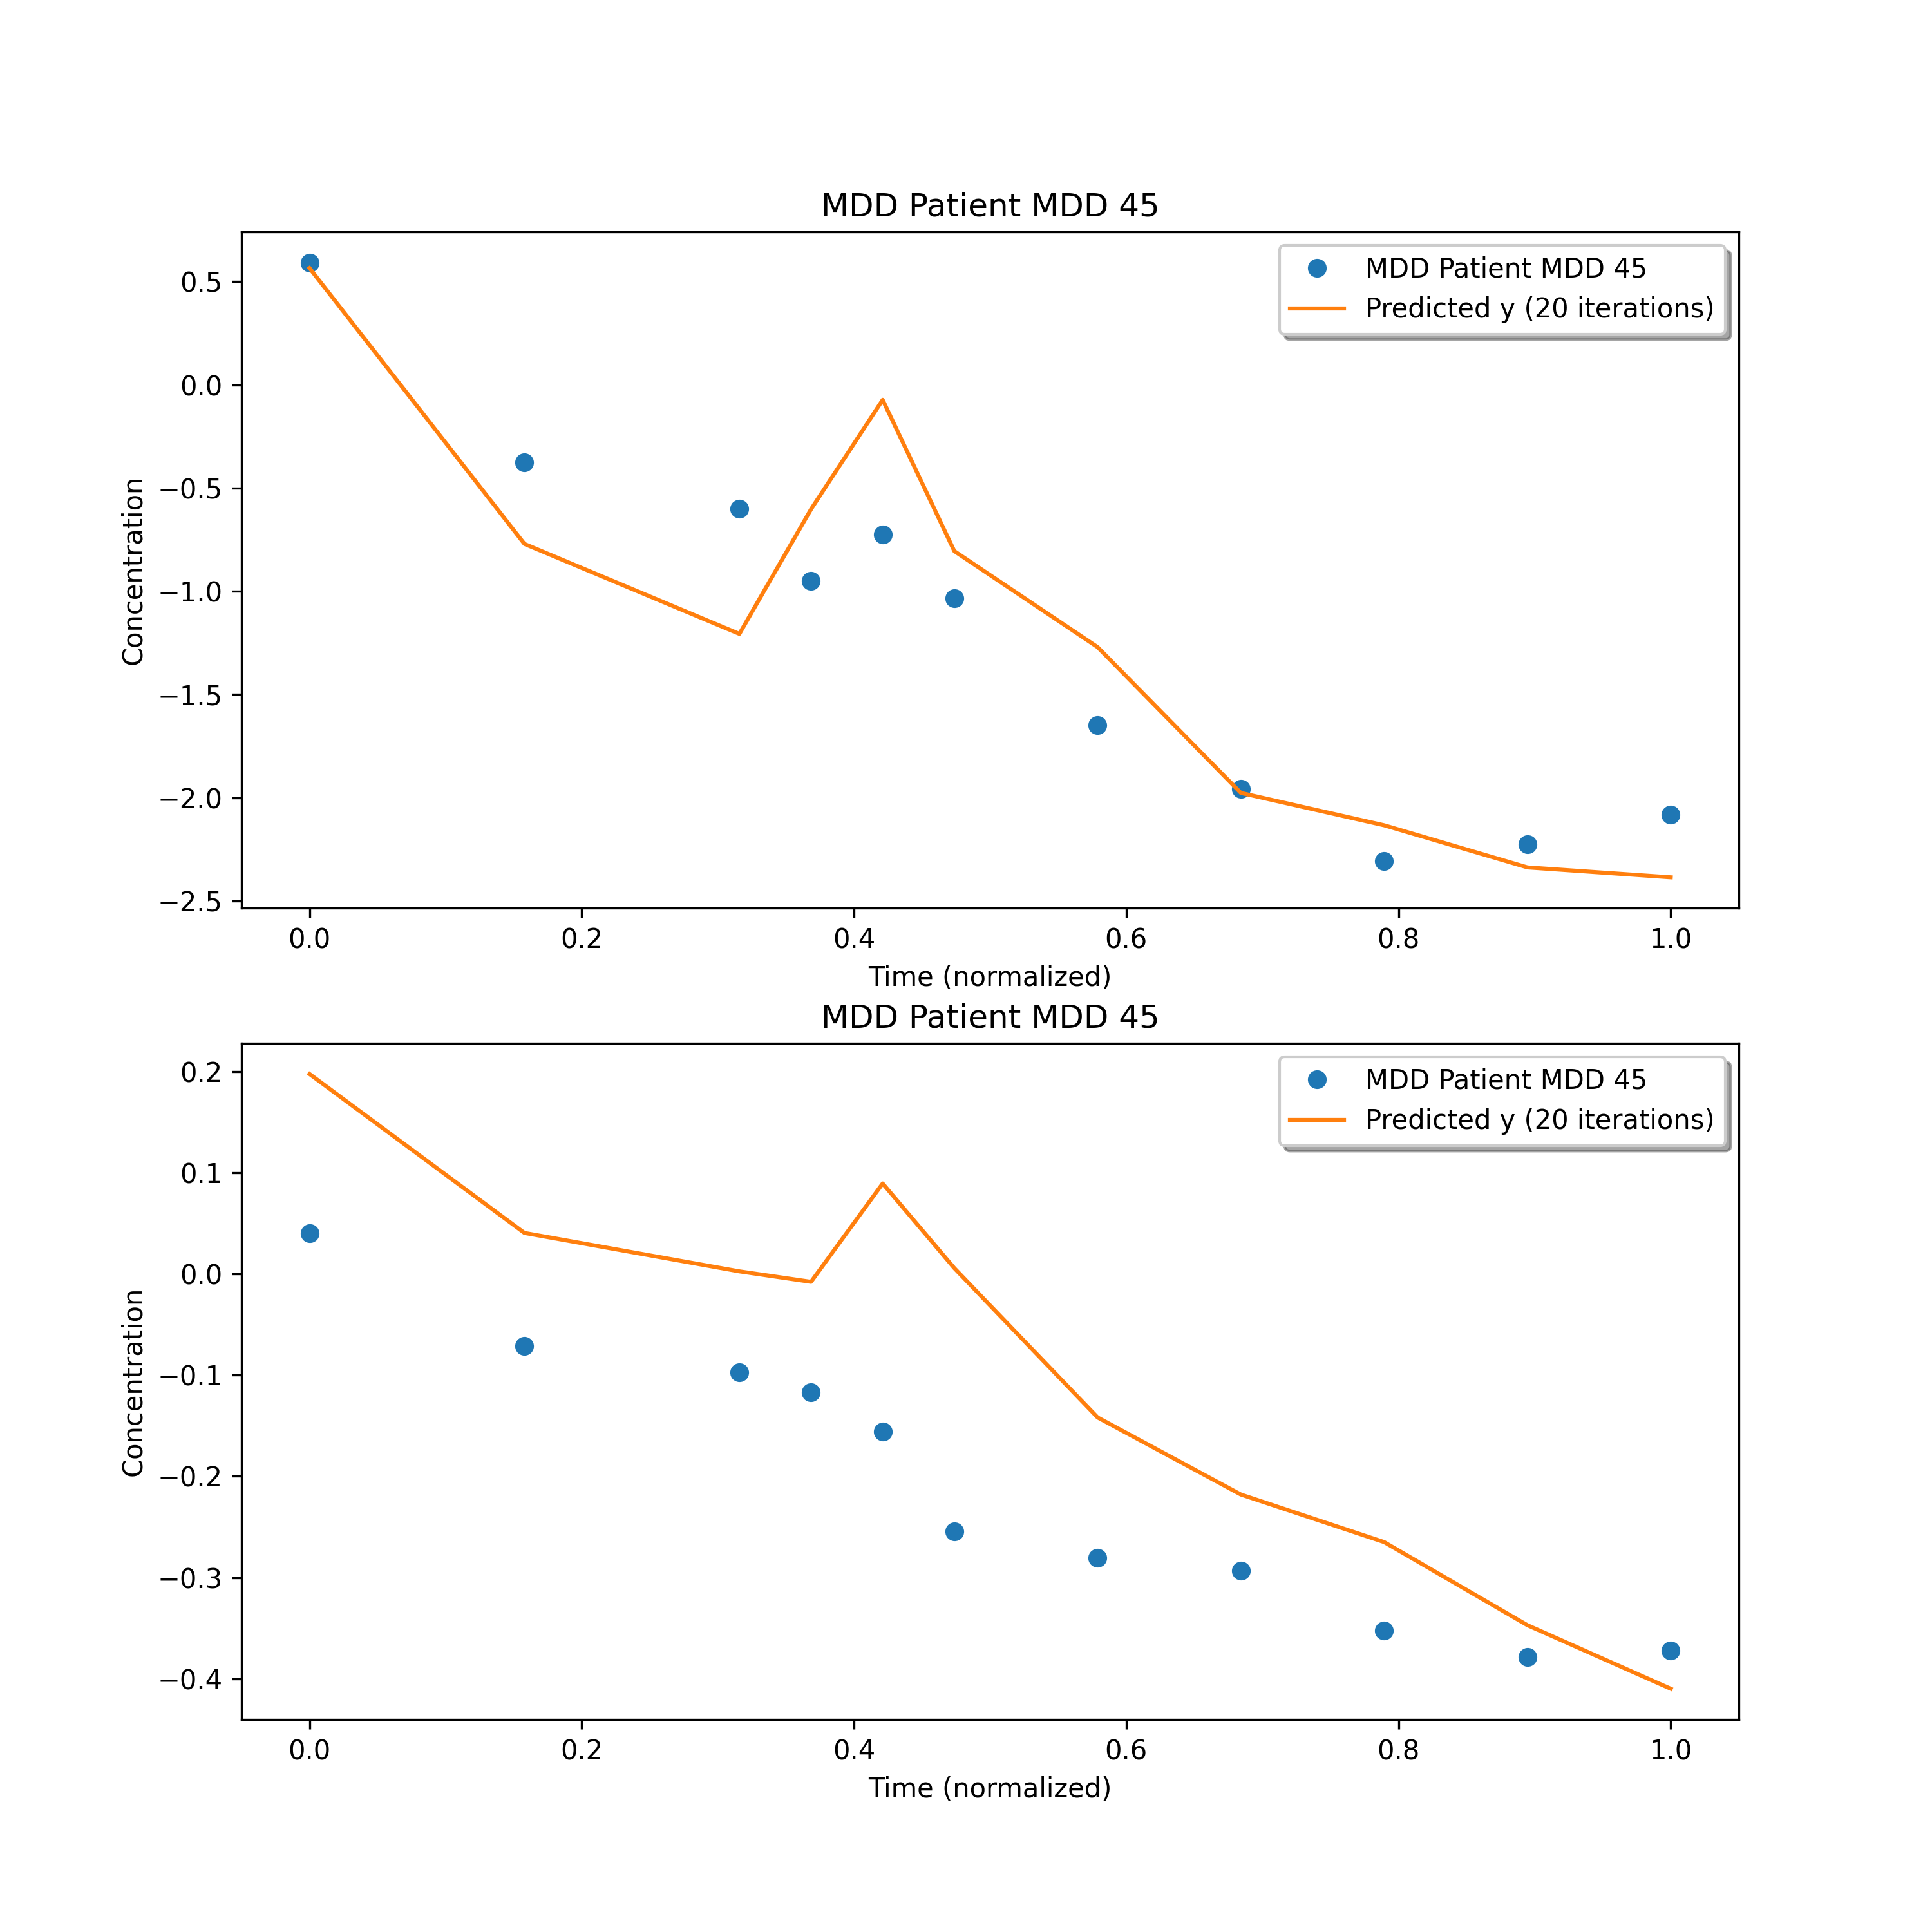 MDD Patient MDD 45
MDD Patient MDD 45
Predicted y (20 iterations)
0.5
0.0
−0.5
−1.0
−1.5
−2.0
−2.5
Concentration
0.0 0.2 0.4 0.6 0.8 1.0
Time (normalized)
MDD Patient MDD 45
MDD Patient MDD 45
Predicted y (20 iterations)
0.2
0.1
0.0
−0.1
−0.2
−0.3
−0.4
Concentration
0.0 0.2 0.4 0.6 0.8 1.0
Time (normalized)